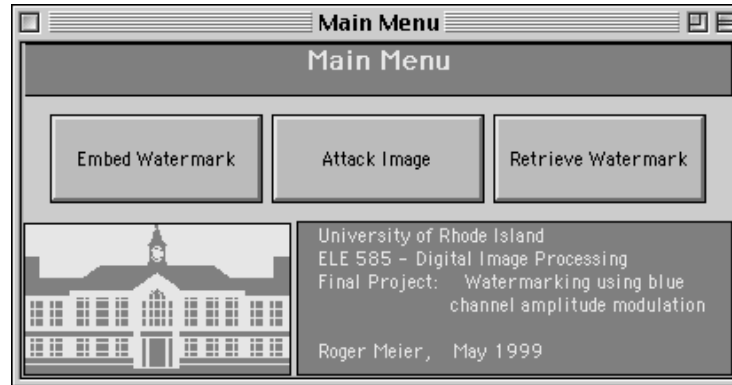 Main Menu
Main Menu
Embed Watermark
Attack Image
Retrieve Watermark
University of Rhode Island
ELE 585 - Digital Image Processing
Final Project: Watermarking using blue
channel amplitude modulation
Roger Meier, May 1999